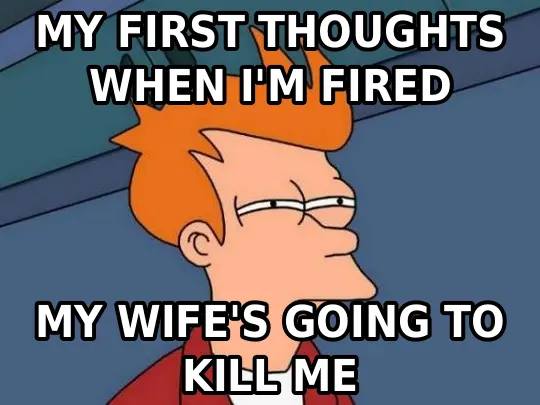 MY FIRST THOUGHTS
WHEN I'M FIRED
MY WIFE'S GOING TO
KILL ME